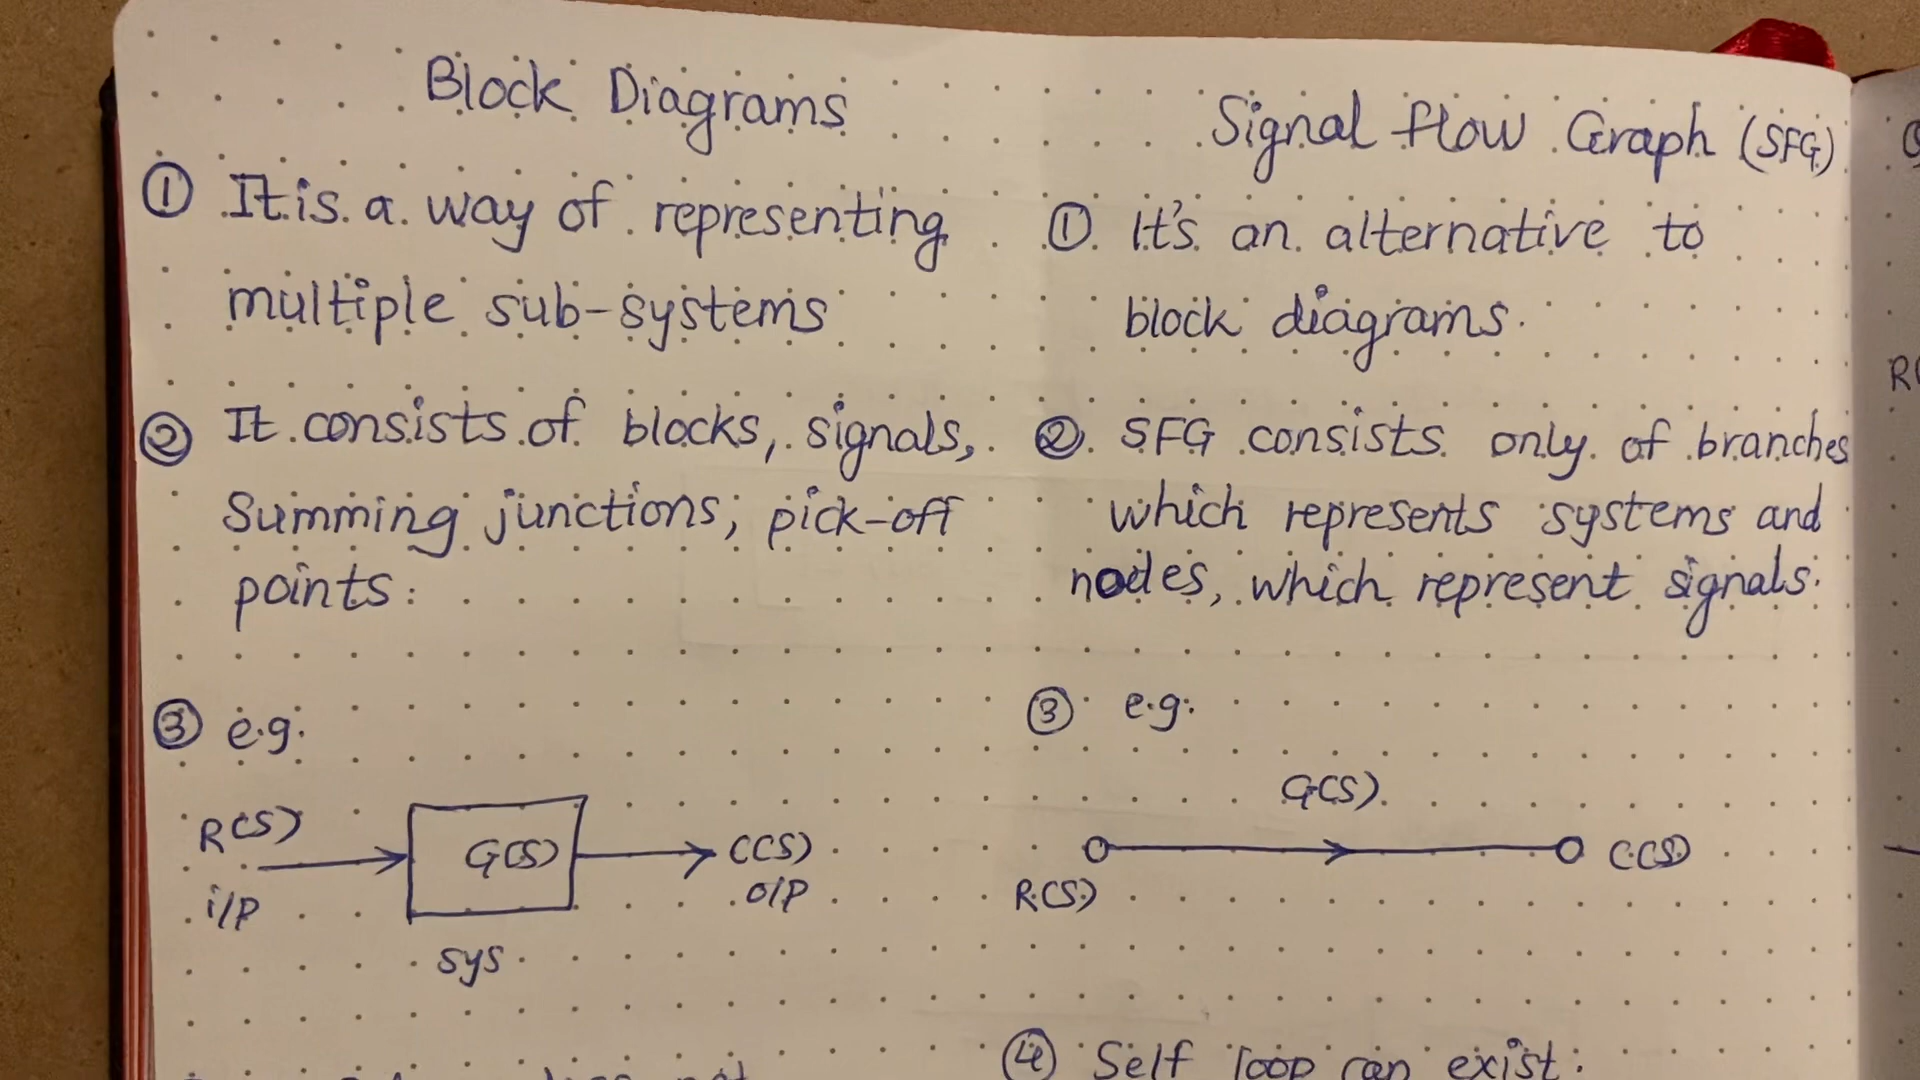 Block Diagrams
① It is a way of representing
multiple sub-systems
② It consists of blocks, signals,
Summing junctions, pick-off
points.
③ e.g.
R(S)
i/p
G(S)
C(S)
o/p
sys.
Signal flow Graph (SFG)
① It's an alternative to
block diagrams.
② SFG consists only of branches
which represents systems and
nodes, which represent signals.
③ e.g.
G(S)
R(S)
C(S)
④ Self loop can exist.